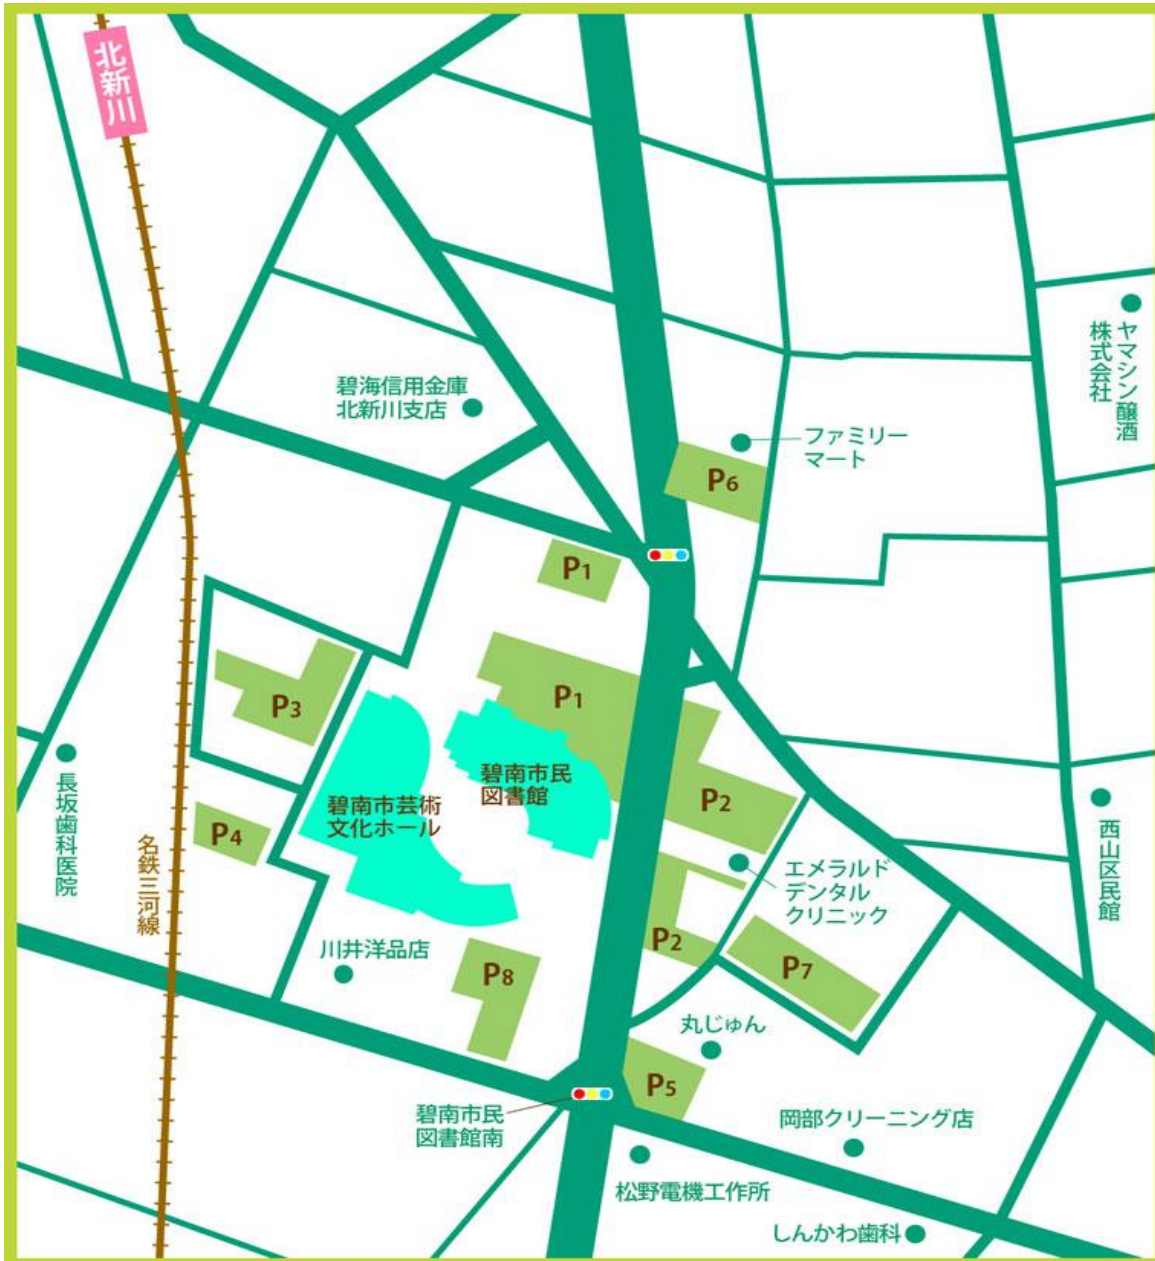 北新川
碧海信用金庫
北新川支店
ファミリー
マート
ヤマシン醸酒
株式会社
P6
P1
P1
P3
碧南市民
図書館
碧南市芸術
文化ホール
P2
P4
エメラルド
デンタル
クリニック
長坂歯科医院
名鉄三河線
西山区民館
川井洋品店
P2
P8
P7
丸じゅん
P5
碧南市民
図書館南
岡部クリーニング店
松野電機工作所
しんかわ歯科